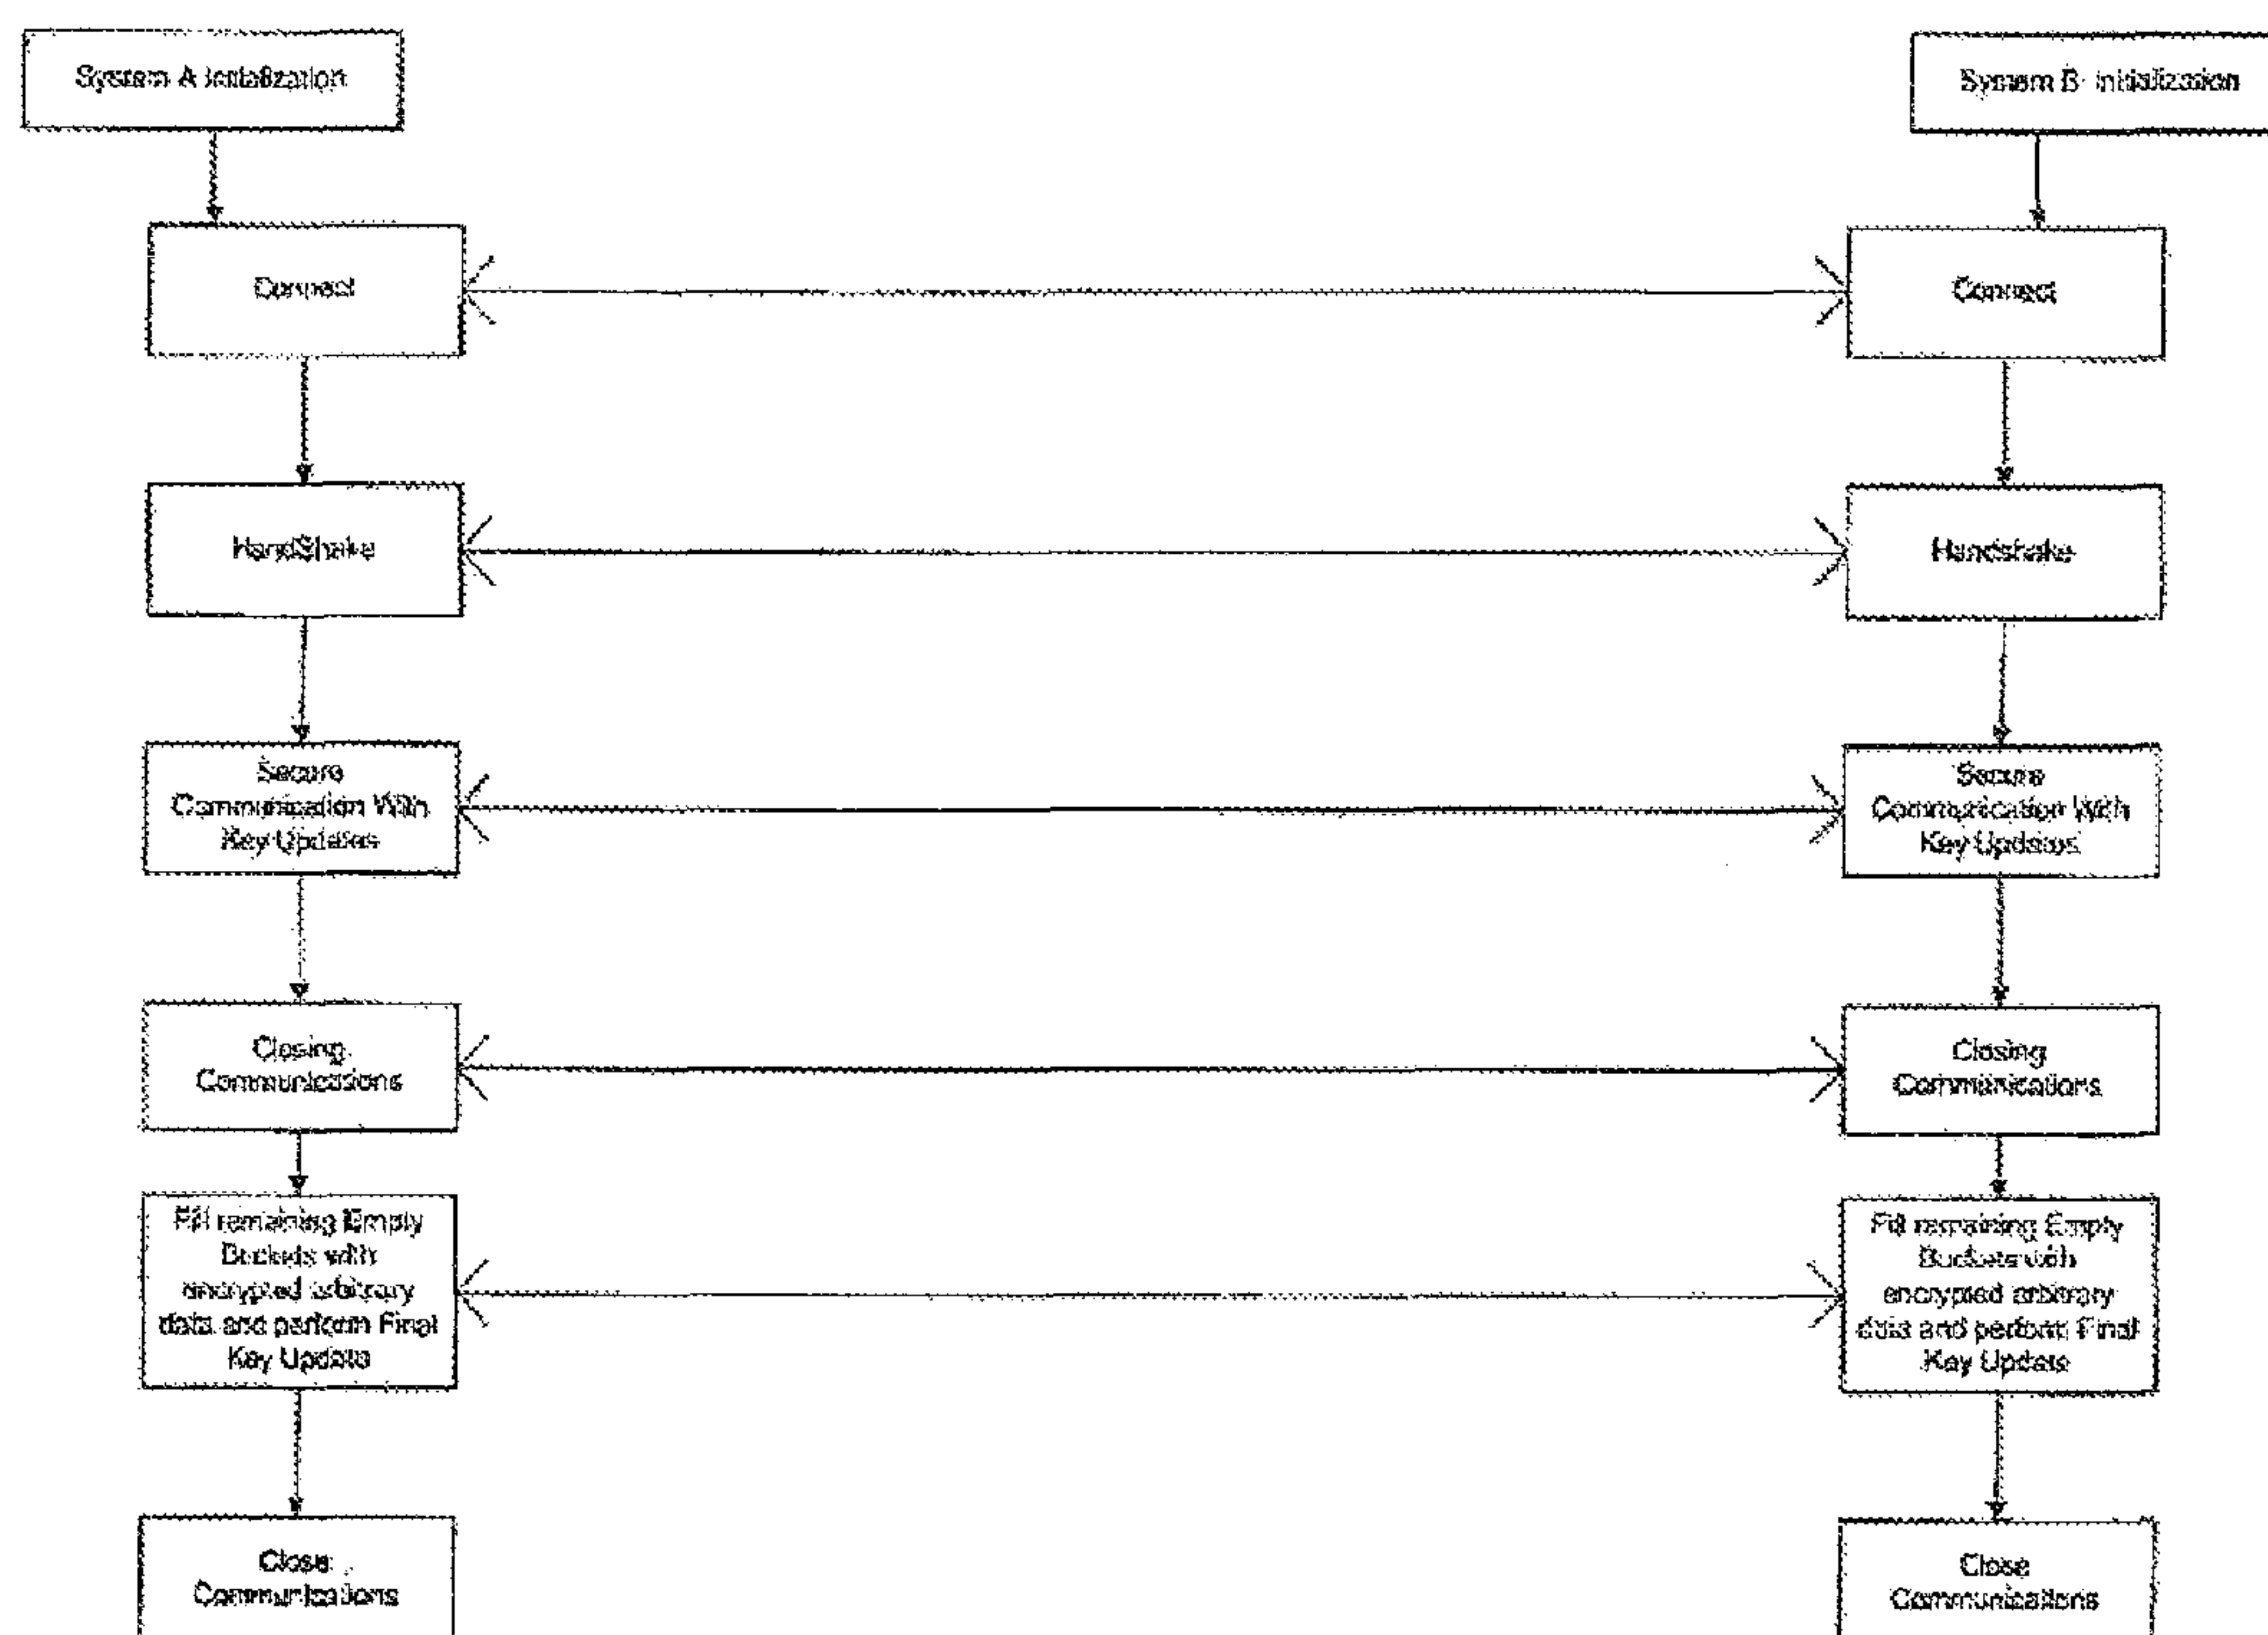 System A Initialization
System B Initialization
Connect
Connect
HandShake
Handshake
Secure
Communication With
Key Updates
Secure
Communication With
Key Updates
Closing
Communications
Closing
Communications
Fill remaining Empty
Buckets with
encrypted arbitrary
data and perform Final
Key Update
Fill remaining Empty
Buckets with
encrypted arbitrary
data and perform Final
Key Update
Close
Communications
Close
Communications